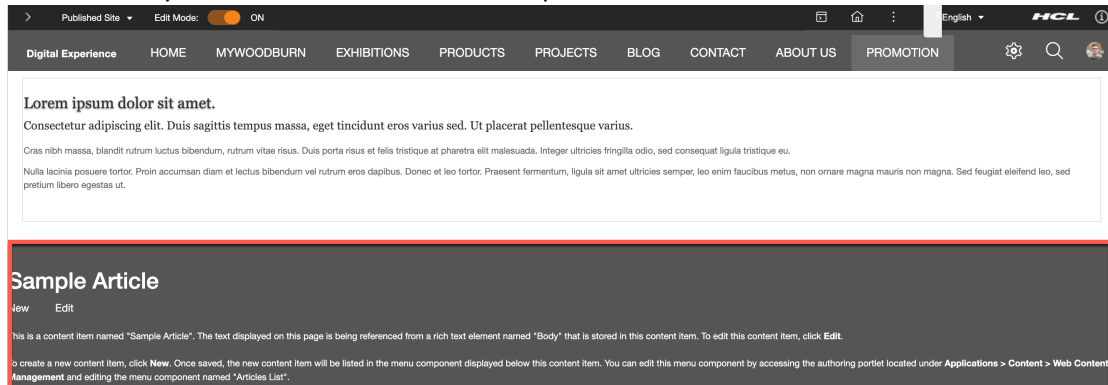 Published Site Edit Mode: ON English HCL
Digital Experience HOME MYWOODBURN EXHIBITIONS PRODUCTS PROJECTS BLOG CONTACT ABOUT US PROMOTION
Lorem ipsum dolor sit amet.
Consectetur adipiscing elit. Duis sagittis tempus massa, eget tincidunt eros varius sed. Ut placerat pellentesque varius.
Cras nibh massa, blandit rutrum luctus bibendum, rutrum vitae risus. Duis porta risus et felis tristique at pharetra elit malesuada. Integer ultricies fringilla odio, sed consequat ligula tristique eu.
Nulla lacinia posuere tortor. Proin accumsan diam et lectus bibendum vel rutrum eros dapibus. Donec et leo tortor. Praesent fermentum, ligula sit amet ultricies semper, leo enim faucibus metus, non ornare magna mauris non magna. Sed feugiat eleifend leo, sed
pretium libero egestas ut.
Sample Article
New Edit
This is a content item named "Sample Article". The text displayed on this page is being referenced from a rich text element named "Body" that is stored in this content item. To edit this content item, click Edit.
To create a new content item, click New. Once saved, the new content item will be listed in the menu component displayed below this content item. You can edit this menu component by accessing the authoring portlet located under Applications > Content > Web Content
Management and editing the menu component named "Articles List".